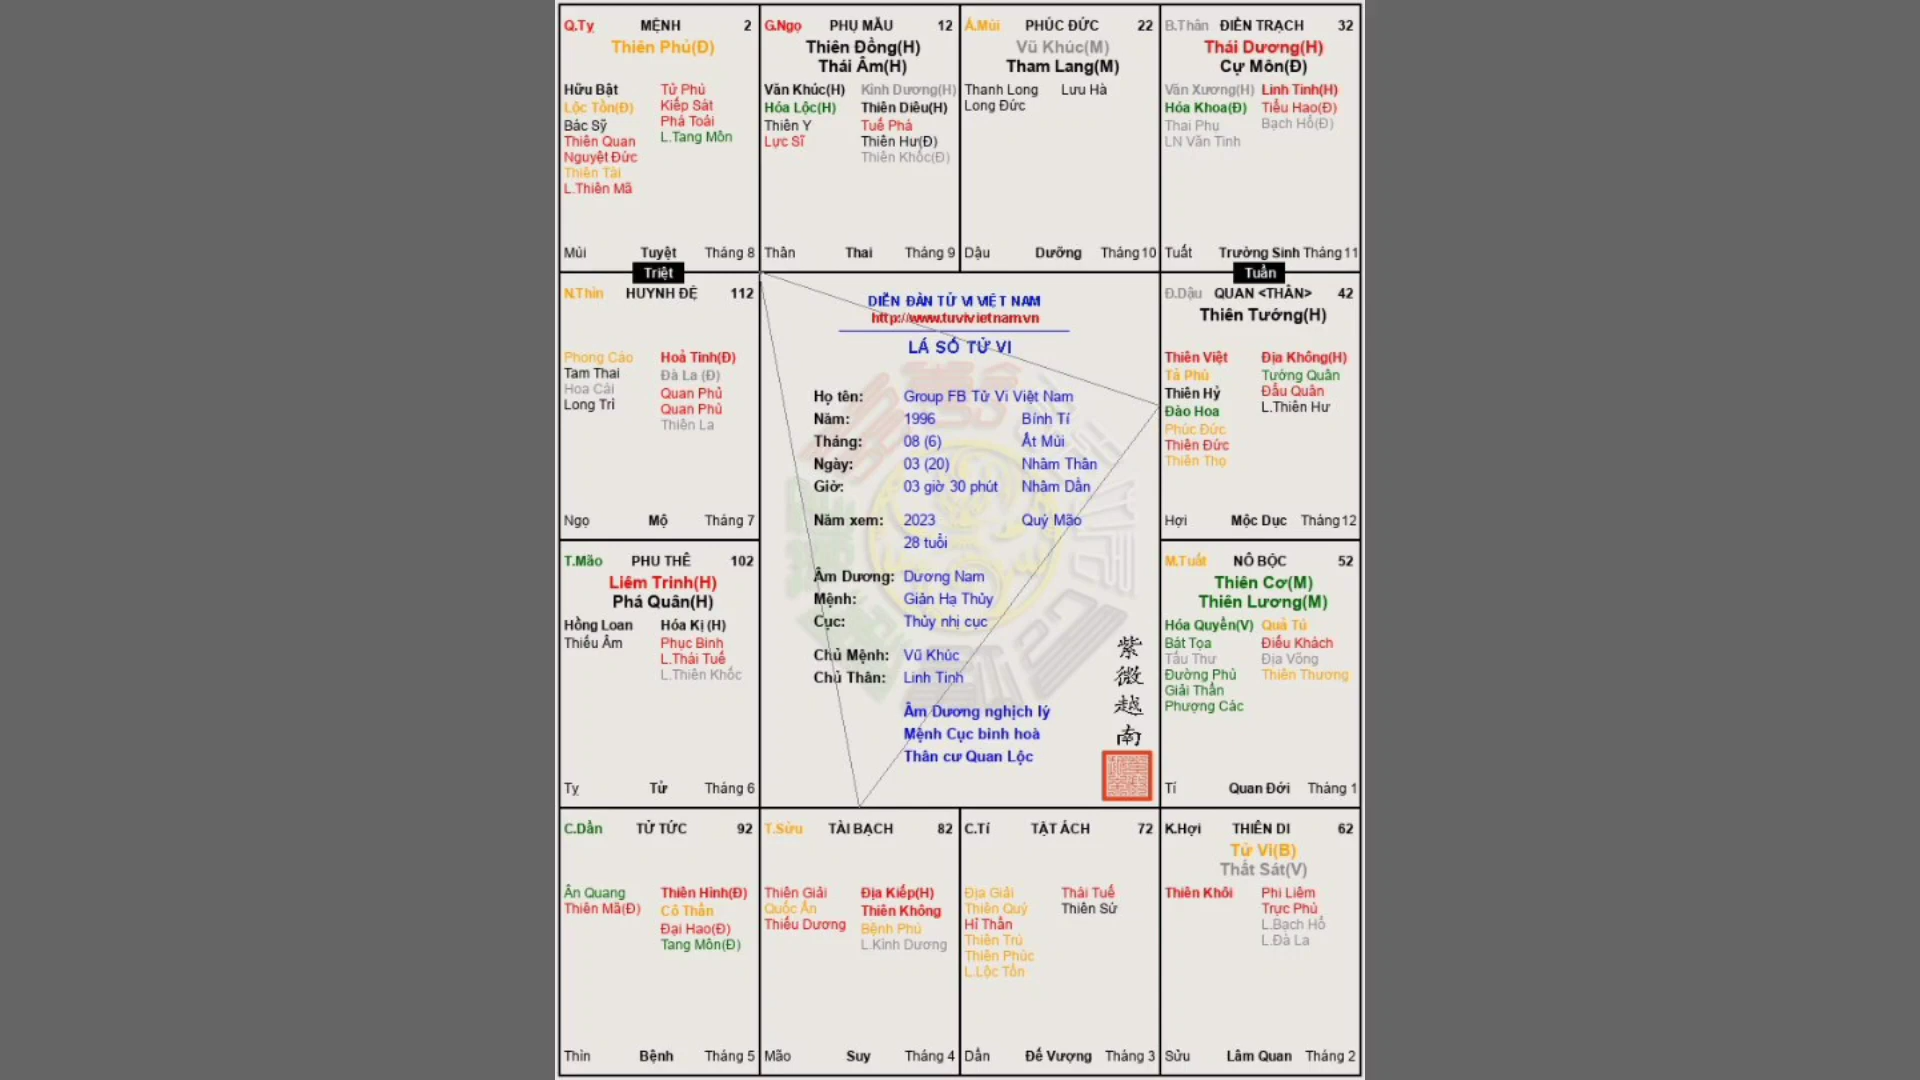 Q.Tỵ MỆNH 2
Thiên Phủ(Đ)
Hữu Bật Tử Phù
Lộc Tồn(Đ) Kiếp Sát
Bác Sỹ Phá Toái
Thiên Quan L.Tang Môn
Nguyệt Đức
Thiên Tài
L.Thiên Mã
Mùi Tuyệt Tháng 8
G.Ngọ PHỤ MẪU 12
Thiên Đồng(H)
Thái Âm(H)
Văn Khúc(H) Kình Dương(H)
Hóa Lộc(H) Thiên Diêu(H)
Thiên Y Tuế Phá
Lực Sĩ Thiên Hư(Đ)
Thiên Khốc(Đ)
Thân Thai Tháng 9
Ấ.Mùi PHÚC ĐỨC 22
Vũ Khúc(M)
Tham Lang(M)
Thanh Long Lưu Hà
Long Đức
Dậu Dưỡng Tháng 10
B.Thân ĐIỀN TRẠCH 32
Thái Dương(H)
Cự Môn(Đ)
Văn Xương(H) Linh Tinh(H)
Hóa Khoa(Đ) Tiểu Hao(Đ)
Thai Phụ Bạch Hổ(Đ)
LN Văn Tinh
Tuất Trường Sinh Tháng 11
Triệt
Tuần
N.Thìn HUYNH ĐỆ 112
Phong Cáo Hoả Tinh(Đ)
Tam Thai Đà La (Đ)
Hoa Cái Quan Phủ
Long Trì Quan Phù
Thiên La
Ngọ Mộ Tháng 7
DIỄN ĐÀN TỬ VI VIỆT NAM
http://www.tuvivietnam.vn
LÁ SỐ TỬ VI
Họ tên: Group FB Tử Vi Việt Nam
Năm: 1996 Bính Tí
Tháng: 08 (6) Ất Mùi
Ngày: 03 (20) Nhâm Thân
Giờ: 03 giờ 30 phút Nhâm Dần
Năm xem: 2023 Quý Mão
28 tuổi
Âm Dương: Dương Nam
Mệnh: Giản Hạ Thủy
Cục: Thủy nhị cục
Chủ Mệnh: Vũ Khúc
Chủ Thân: Linh Tinh
Âm Dương nghịch lý
Mệnh Cục bình hoà
Thân cư Quan Lộc
紫
微
越
南
Đ.Dậu QUAN <THÂN> 42
Thiên Tướng(H)
Thiên Việt Địa Không(H)
Tả Phù Tướng Quân
Thiên Hỷ Đẩu Quân
Đào Hoa L.Thiên Hư
Phúc Đức
Thiên Đức
Thiên Thọ
Hợi Mộc Dục Tháng 12
T.Mão PHU THÊ 102
Liêm Trinh(H)
Phá Quân(H)
Hồng Loan Hóa Kị (H)
Thiếu Âm Phục Binh
L.Thái Tuế
L.Thiên Khốc
Tỵ Tử Tháng 6
M.Tuất NÔ BỘC 52
Thiên Cơ(M)
Thiên Lương(M)
Hóa Quyền(V) Quả Tú
Bát Tọa Điếu Khách
Tấu Thư Địa Võng
Đường Phù Thiên Thương
Giải Thần
Phượng Các
Tí Quan Đới Tháng 1
C.Dần TỬ TỨC 92
Ân Quang Thiên Hình(Đ)
Thiên Mã(Đ) Cô Thần
Đại Hao(Đ)
Tang Môn(Đ)
Thìn Bệnh Tháng 5
T.Sửu TÀI BẠCH 82
Thiên Giải Địa Kiếp(H)
Quốc Ấn Thiên Không
Thiếu Dương Bệnh Phù
L.Kình Dương
Mão Suy Tháng 4
C.Tí TẬT ÁCH 72
Địa Giải Thái Tuế
Thiên Quý Thiên Sứ
Hỉ Thần
Thiên Trù
Thiên Phúc
L.Lộc Tồn
Dần Đế Vượng Tháng 3
K.Hợi THIÊN DI 62
Tử Vi(B)
Thất Sát(V)
Thiên Khôi Phi Liêm
Trực Phù
L.Bạch Hổ
L.Đà La
Sửu Lâm Quan Tháng 2